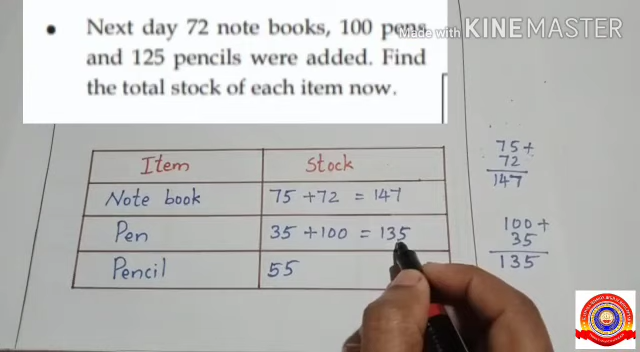 Next day 72 note books, 100 pens
and 125 pencils were added. Find
the total stock of each item now.
Made with KINEMASTER
Item Stock
Note book 75 +72 = 147
Pen 35 +100 = 135
Pencil 55
75+
72
147
100+
35
135